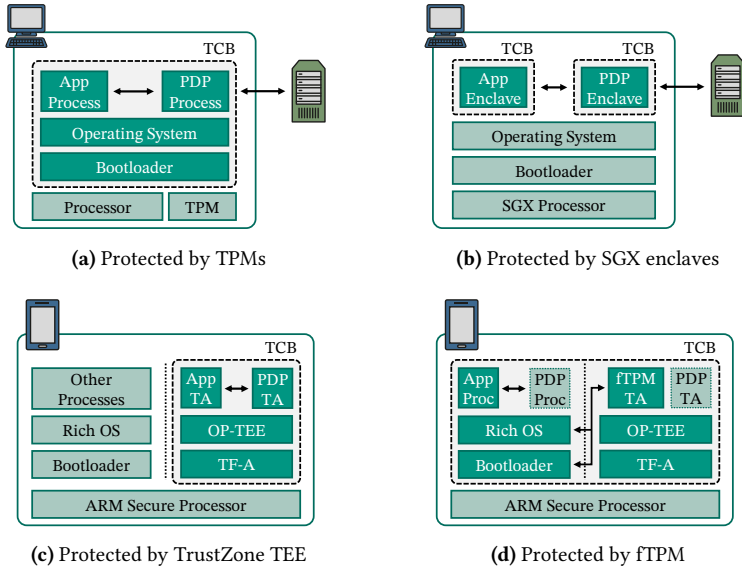 TCB
App
Process
PDP
Process
Operating System
Bootloader
Processor
TPM
(a) Protected by TPMs
TCB
TCB
App
Enclave
PDP
Enclave
Operating System
Bootloader
SGX Processor
(b) Protected by SGX enclaves
TCB
Other
Processes
App
TA
PDP
TA
Rich OS
OP-TEE
Bootloader
TF-A
ARM Secure Processor
(c) Protected by TrustZone TEE
TCB
App
Proc
PDP
Proc
fTPM
TA
PDP
TA
Rich OS
OP-TEE
Bootloader
TF-A
ARM Secure Processor
(d) Protected by fTPM